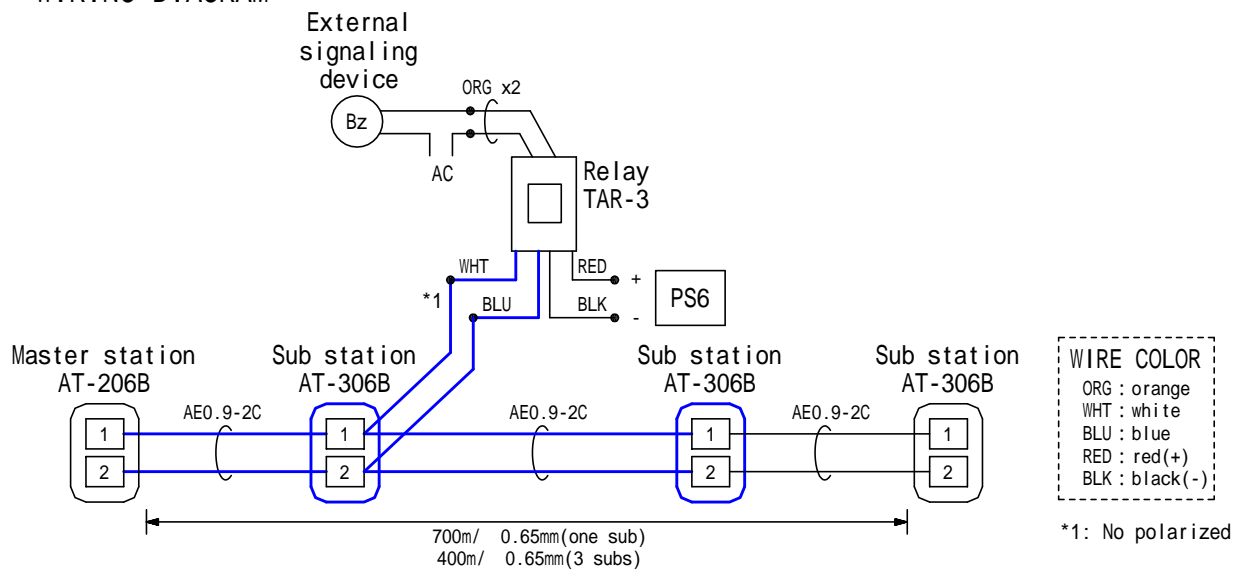 External
signaling
device
ORG x2
Bz
AC
Relay
TAR-3
WHT
RED
+
*1
BLU
BLK
-
PS6
Master station
AT-206B
Sub station
AT-306B
Sub station
AT-306B
Sub station
AT-306B
AE0.9-2C
AE0.9-2C
AE0.9-2C
1
1
1
1
2
2
2
2
700m/ 0.65mm(one sub)
400m/ 0.65mm(3 subs)
WIRE COLOR
ORG : orange
WHT : white
BLU : blue
RED : red(+)
BLK : black(-)
*1: No polarized